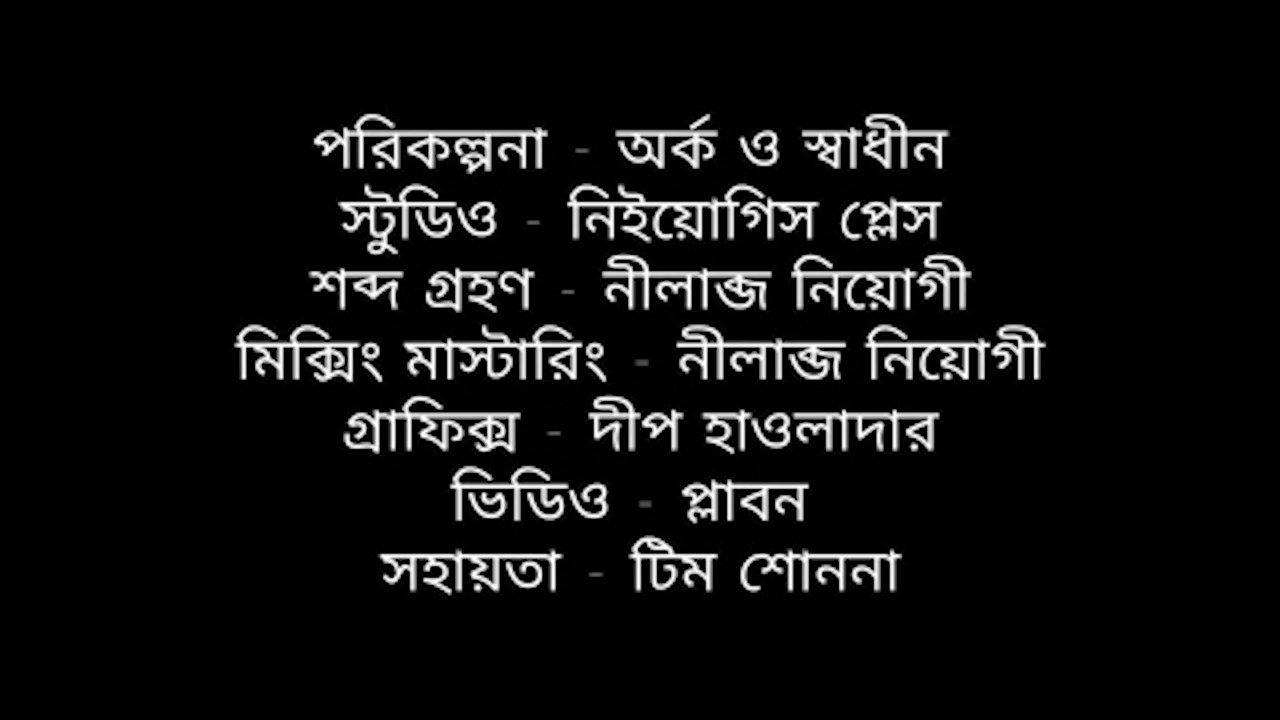 পরিকল্পনা - অর্ক ও স্বাধীন
স্টুডিও - নিইয়োগিস প্লেস
শব্দ গ্রহণ - নীলাব্জ নিয়োগী
মিক্সিং মাস্টারিং - নীলাব্জ নিয়োগী
গ্রাফিক্স - দীপ হাওলাদার
ভিডিও - প্লাবন
সহায়তা - টিম শোননা